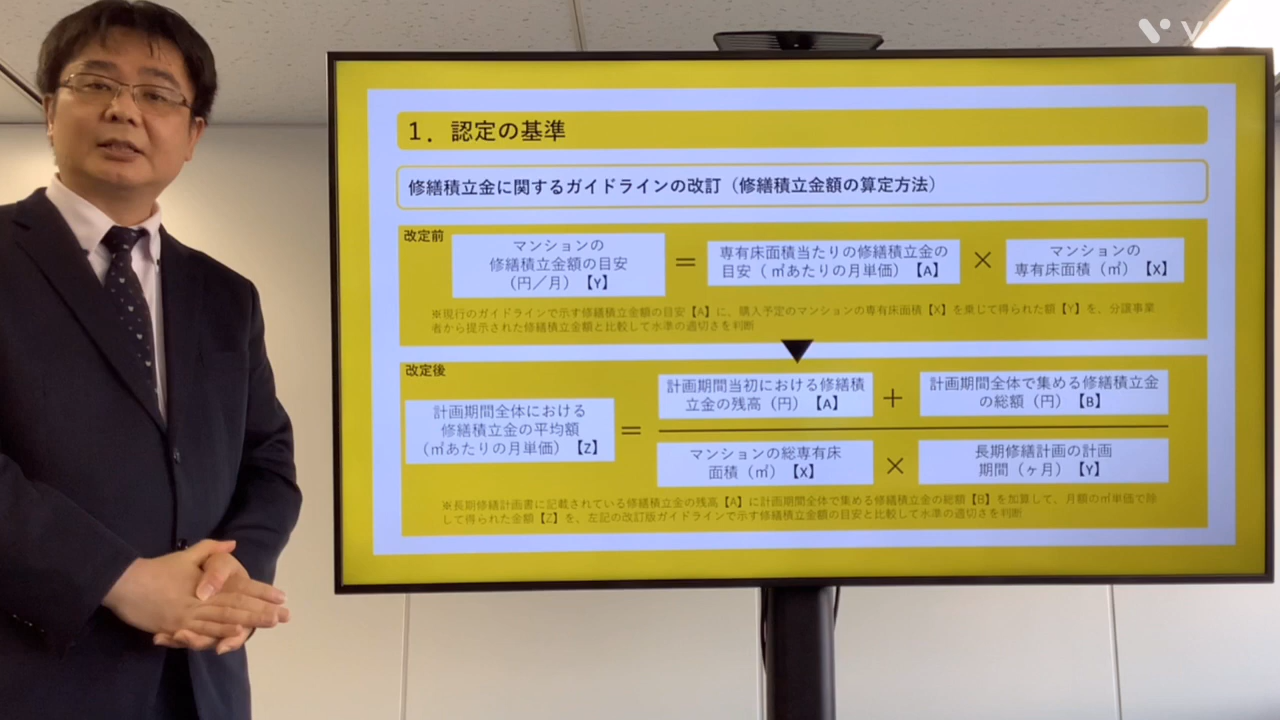 1．認定の基準
修繕積立金に関するガイドラインの改訂（修繕積立金額の算定方法）
改定前
マンションの
修繕積立金額の目安
（円／月）【Y】
＝
専有床面積当たりの修繕積立金の
目安（㎡あたりの月単価）【A】
×
マンションの
専有床面積（㎡）【X】
※現行のガイドラインで示す修繕積立金額の目安【A】に、購入予定のマンションの専有床面積【X】を乗じて得られた額【Y】を、分譲事業
者から提示された修繕積立金額と比較して水準の適切さを判断
改定後
計画期間全体における
修繕積立金の平均額
（㎡あたりの月単価）【Z】
＝
計画期間当初における修繕積
立金の残高（円）【A】
＋
計画期間全体で集める修繕積立金
の総額（円）【B】
マンションの総専有床
面積（㎡）【X】
×
長期修繕計画の計画
期間（ヶ月）【Y】
※長期修繕計画書に記載されている修繕積立金の残高【A】に計画期間全体で集める修繕積立金の総額【B】を加算して、月額の㎡単価で除
して得られた金額【Z】を、左記の改訂版ガイドラインで示す修繕積立金額の目安と比較して水準の適切さを判断